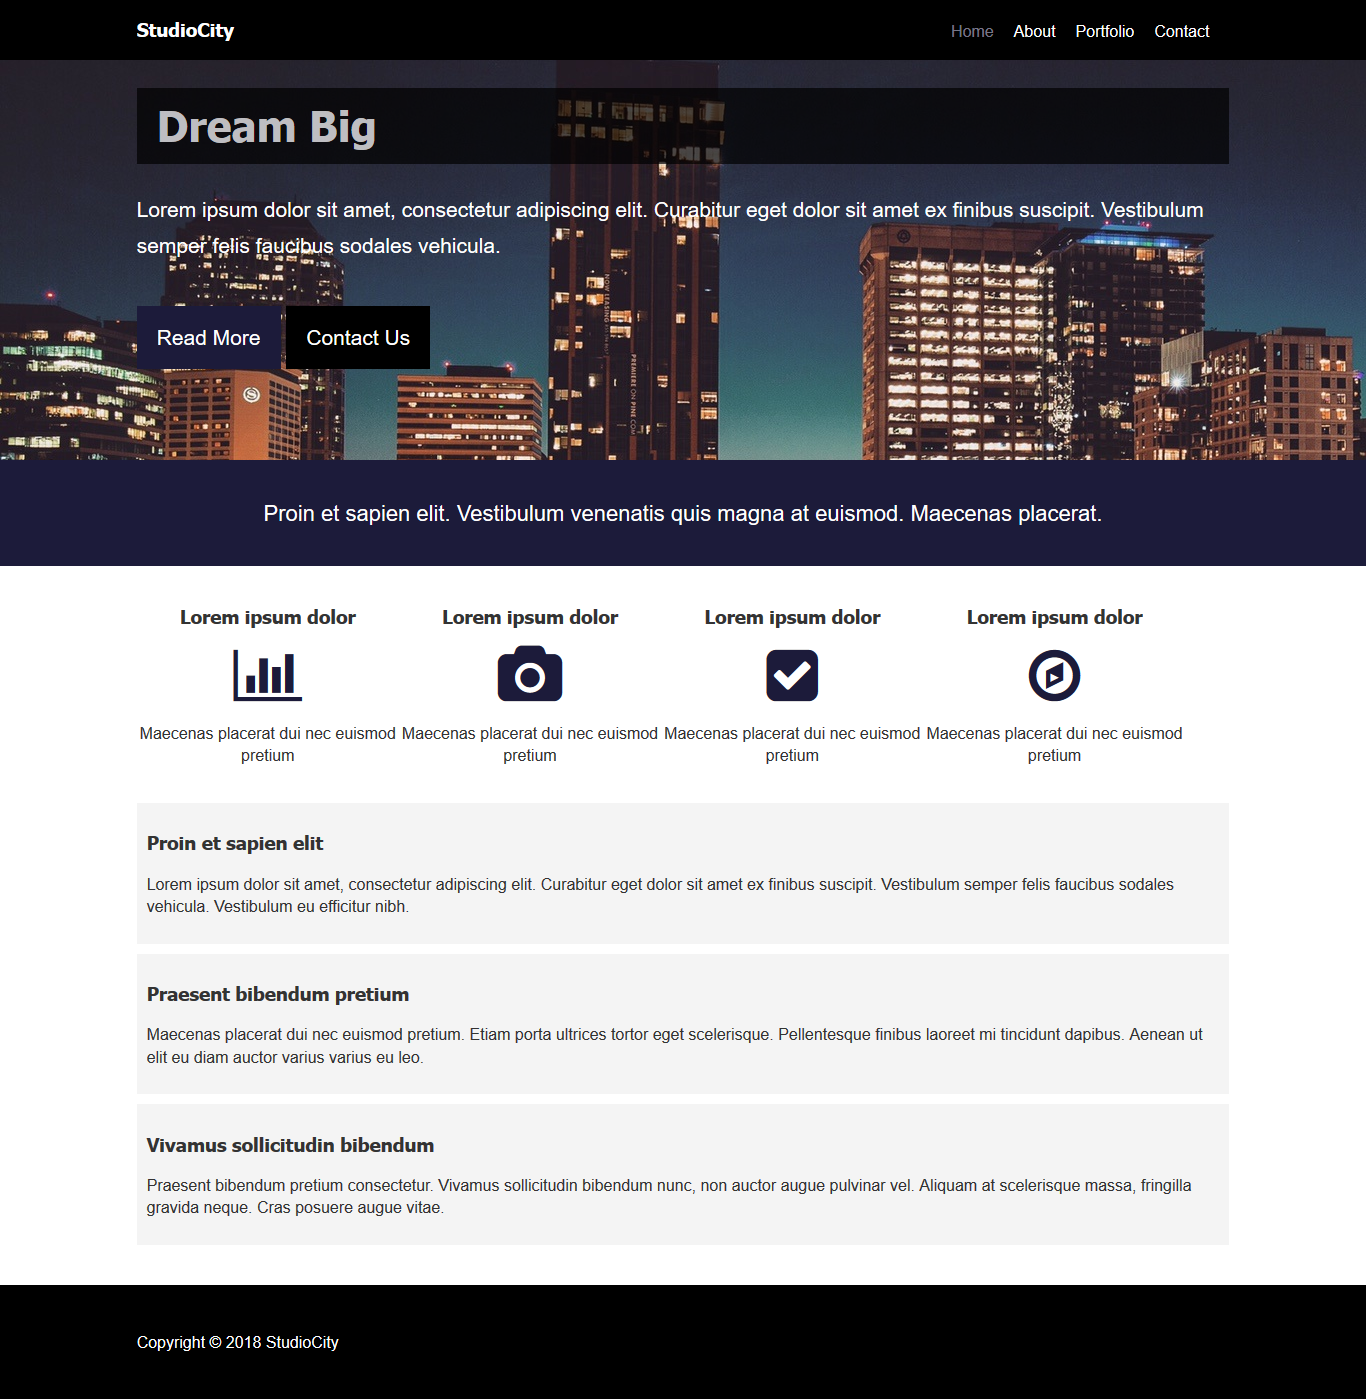 StudioCity
Home About Portfolio Contact
Dream Big
Lorem ipsum dolor sit amet, consectetur adipiscing elit. Curabitur eget dolor sit amet ex finibus suscipit. Vestibulum
semper felis faucibus sodales vehicula.
NOW LEASING
PREMIERE ON PINE.COM
Read More Contact Us
S
Proin et sapien elit. Vestibulum venenatis quis magna at euismod. Maecenas placerat.
Lorem ipsum dolor Lorem ipsum dolor Lorem ipsum dolor Lorem ipsum dolor
Maecenas placerat dui nec euismod
pretium
Maecenas placerat dui nec euismod
pretium
Maecenas placerat dui nec euismod
pretium
Maecenas placerat dui nec euismod
pretium
Proin et sapien elit
Lorem ipsum dolor sit amet, consectetur adipiscing elit. Curabitur eget dolor sit amet ex finibus suscipit. Vestibulum semper felis faucibus sodales
vehicula. Vestibulum eu efficitur nibh.
Praesent bibendum pretium
Maecenas placerat dui nec euismod pretium. Etiam porta ultrices tortor eget scelerisque. Pellentesque finibus laoreet mi tincidunt dapibus. Aenean ut
elit eu diam auctor varius varius eu leo.
Vivamus sollicitudin bibendum
Praesent bibendum pretium consectetur. Vivamus sollicitudin bibendum nunc, non auctor augue pulvinar vel. Aliquam at scelerisque massa, fringilla
gravida neque. Cras posuere augue vitae.
Copyright © 2018 StudioCity